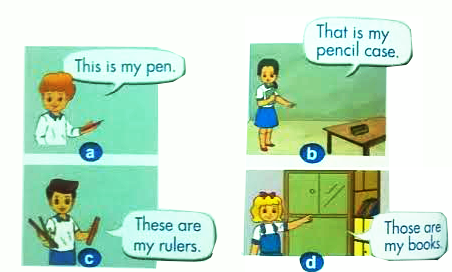 This is my pen.
a
That is my
pencil case.
b
These are
my rulers.
c
Those are
my books.
d